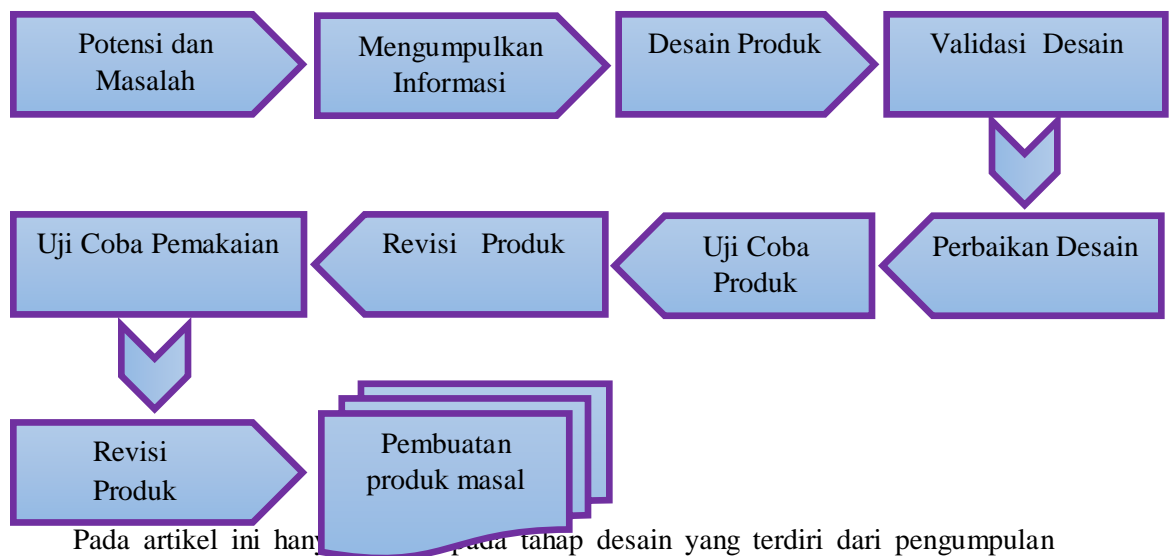 Potensi dan
Masalah
Mengumpulkan
Informasi
Desain Produk
Validasi Desain
Perbaikan Desain
Uji Coba
Produk
Revisi Produk
Uji Coba Pemakaian
Revisi
Produk
Pembuatan
produk masal
Pada artikel ini pada tahap desain yang terdiri dari pengumpulan